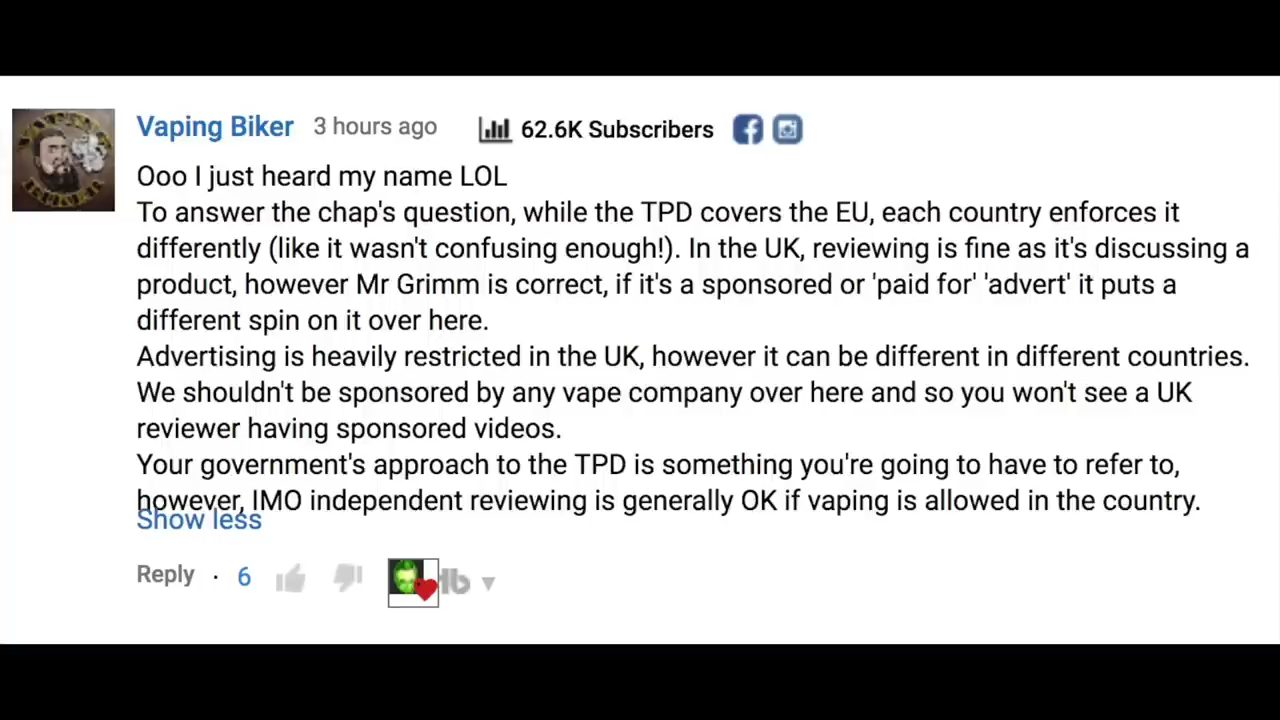 Vaping Biker 3 hours ago 62.6K Subscribers
Ooo I just heard my name LOL
To answer the chap's question, while the TPD covers the EU, each country enforces it
differently (like it wasn't confusing enough!). In the UK, reviewing is fine as it's discussing a
product, however Mr Grimm is correct, if it's a sponsored or 'paid for' 'advert' it puts a
different spin on it over here.
Advertising is heavily restricted in the UK, however it can be different in different countries.
We shouldn't be sponsored by any vape company over here and so you won't see a UK
reviewer having sponsored videos.
Your government's approach to the TPD is something you're going to have to refer to,
however, IMO independent reviewing is generally OK if vaping is allowed in the country.
Show less
Reply · 6